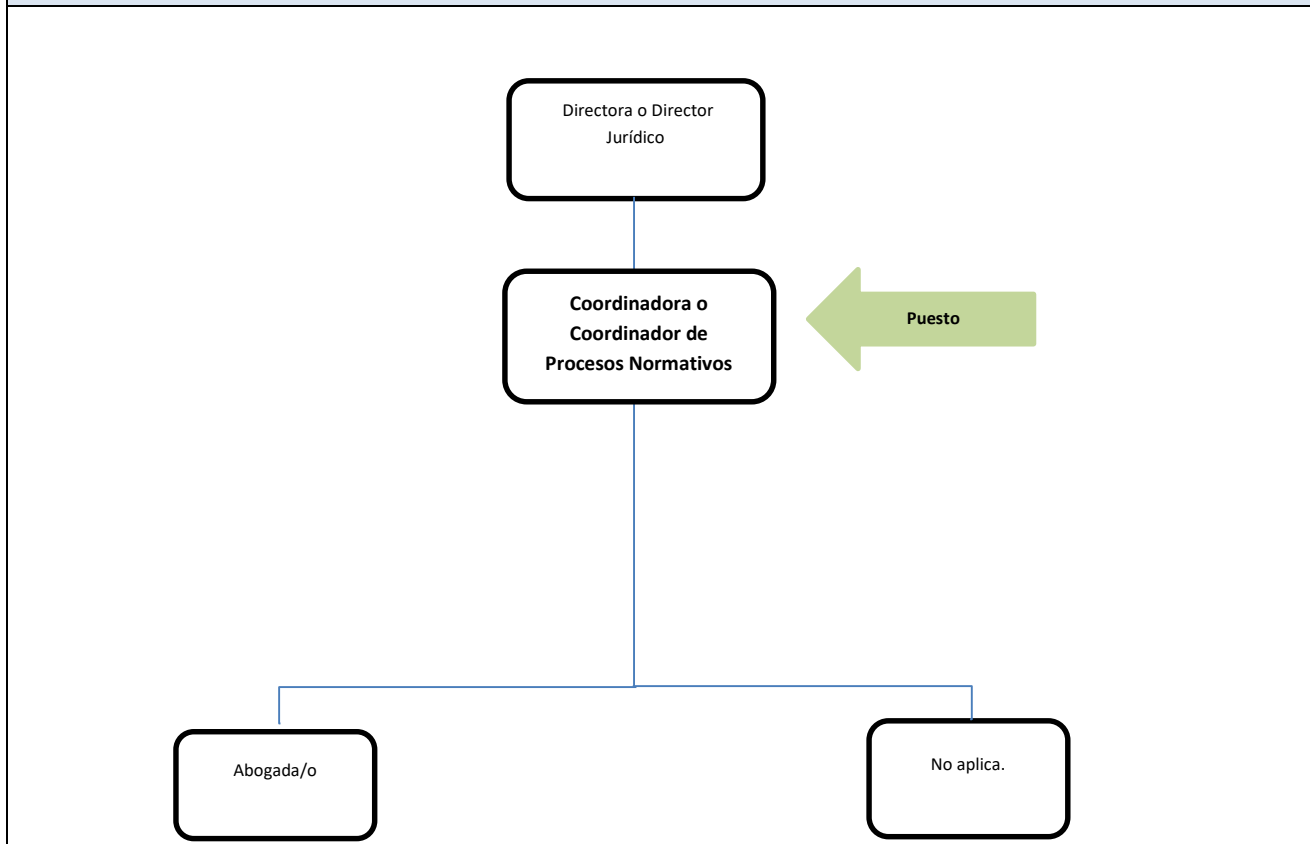 Directora o Director
Jurídico
Coordinadora o
Coordinador de
Procesos Normativos
Puesto
Abogada/o
No aplica.